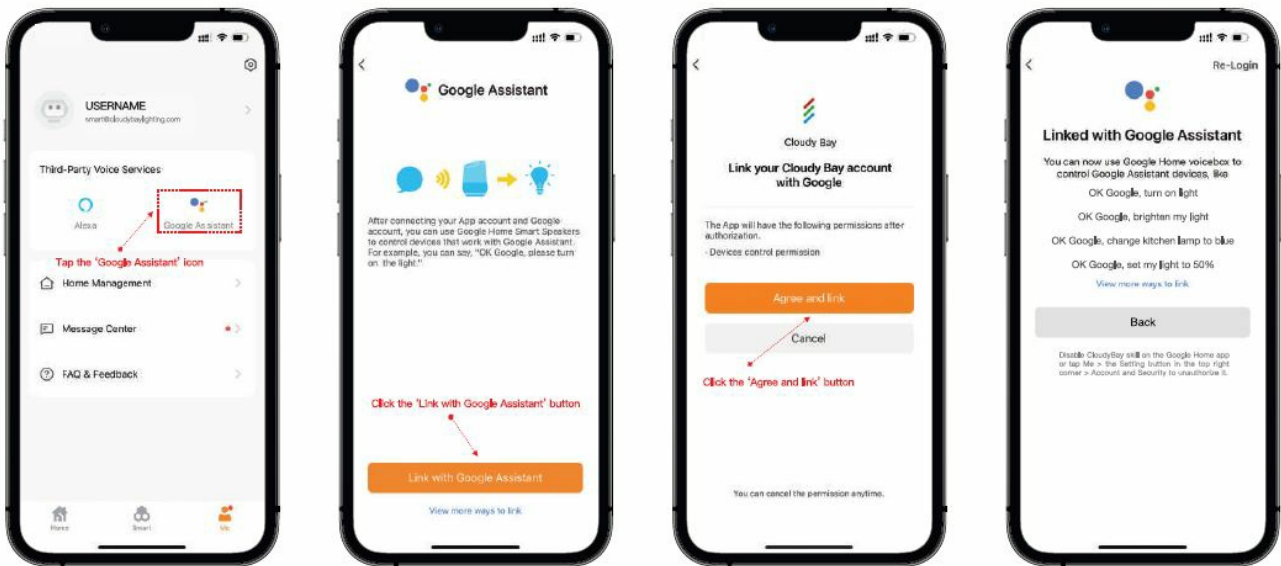 USERNAME
smart@cloudybaylighting.com
Third-Party Voice Services
Alexa
Google Assistant
Tap the 'Google Assistant' icon
Home Management
Message Center
FAQ & Feedback
Home
Smart
Me
Google Assistant
After connecting your App account and Google
account, you can use Google Home Smart Speakers
to control devices that work with Google Assistant.
For example, you can say, "OK Google, please turn
on the light."
Click the 'Link with Google Assistant' button
Link with Google Assistant
View more ways to link
Cloudy Bay
Link your Cloudy Bay account
with Google
The App will have the following permissions after
authorization.
- Devices control permission
Agree and link
Cancel
Click the 'Agree and link' button
You can cancel the permission anytime.
Re-Login
Linked with Google Assistant
You can now use Google Home voicebox to
control Google Assistant devices, like
OK Google, turn on light
OK Google, brighten my light
OK Google, change kitchen lamp to blue
OK Google, set my light to 50%
View more ways to link
Back
Disable CloudyBay skill on the Google Home app
or tap Me > the Setting button in the top right
corner > Account and Security to unauthorize it.